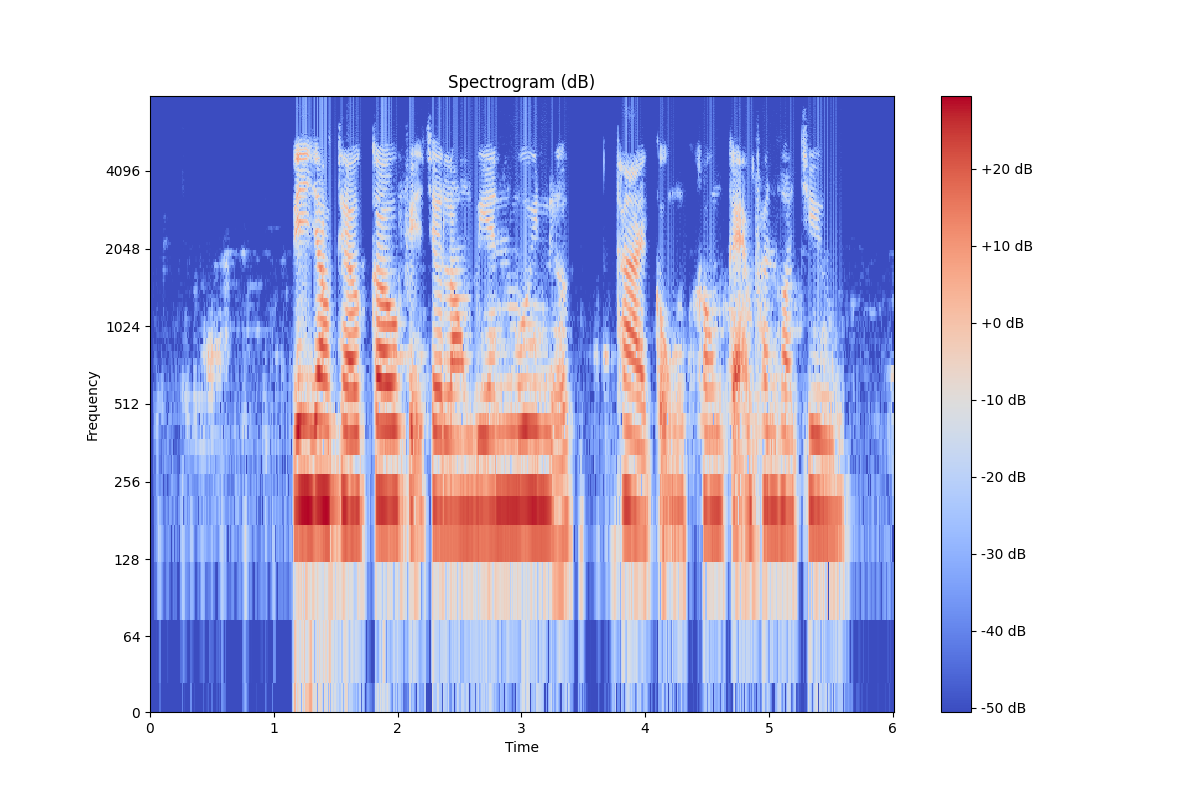 Spectrogram (dB)
Frequency
4096
2048
1024
512
256
128
64
0
0 1 2 3 4 5 6
Time
+20 dB
+10 dB
+0 dB
-10 dB
-20 dB
-30 dB
-40 dB
-50 dB